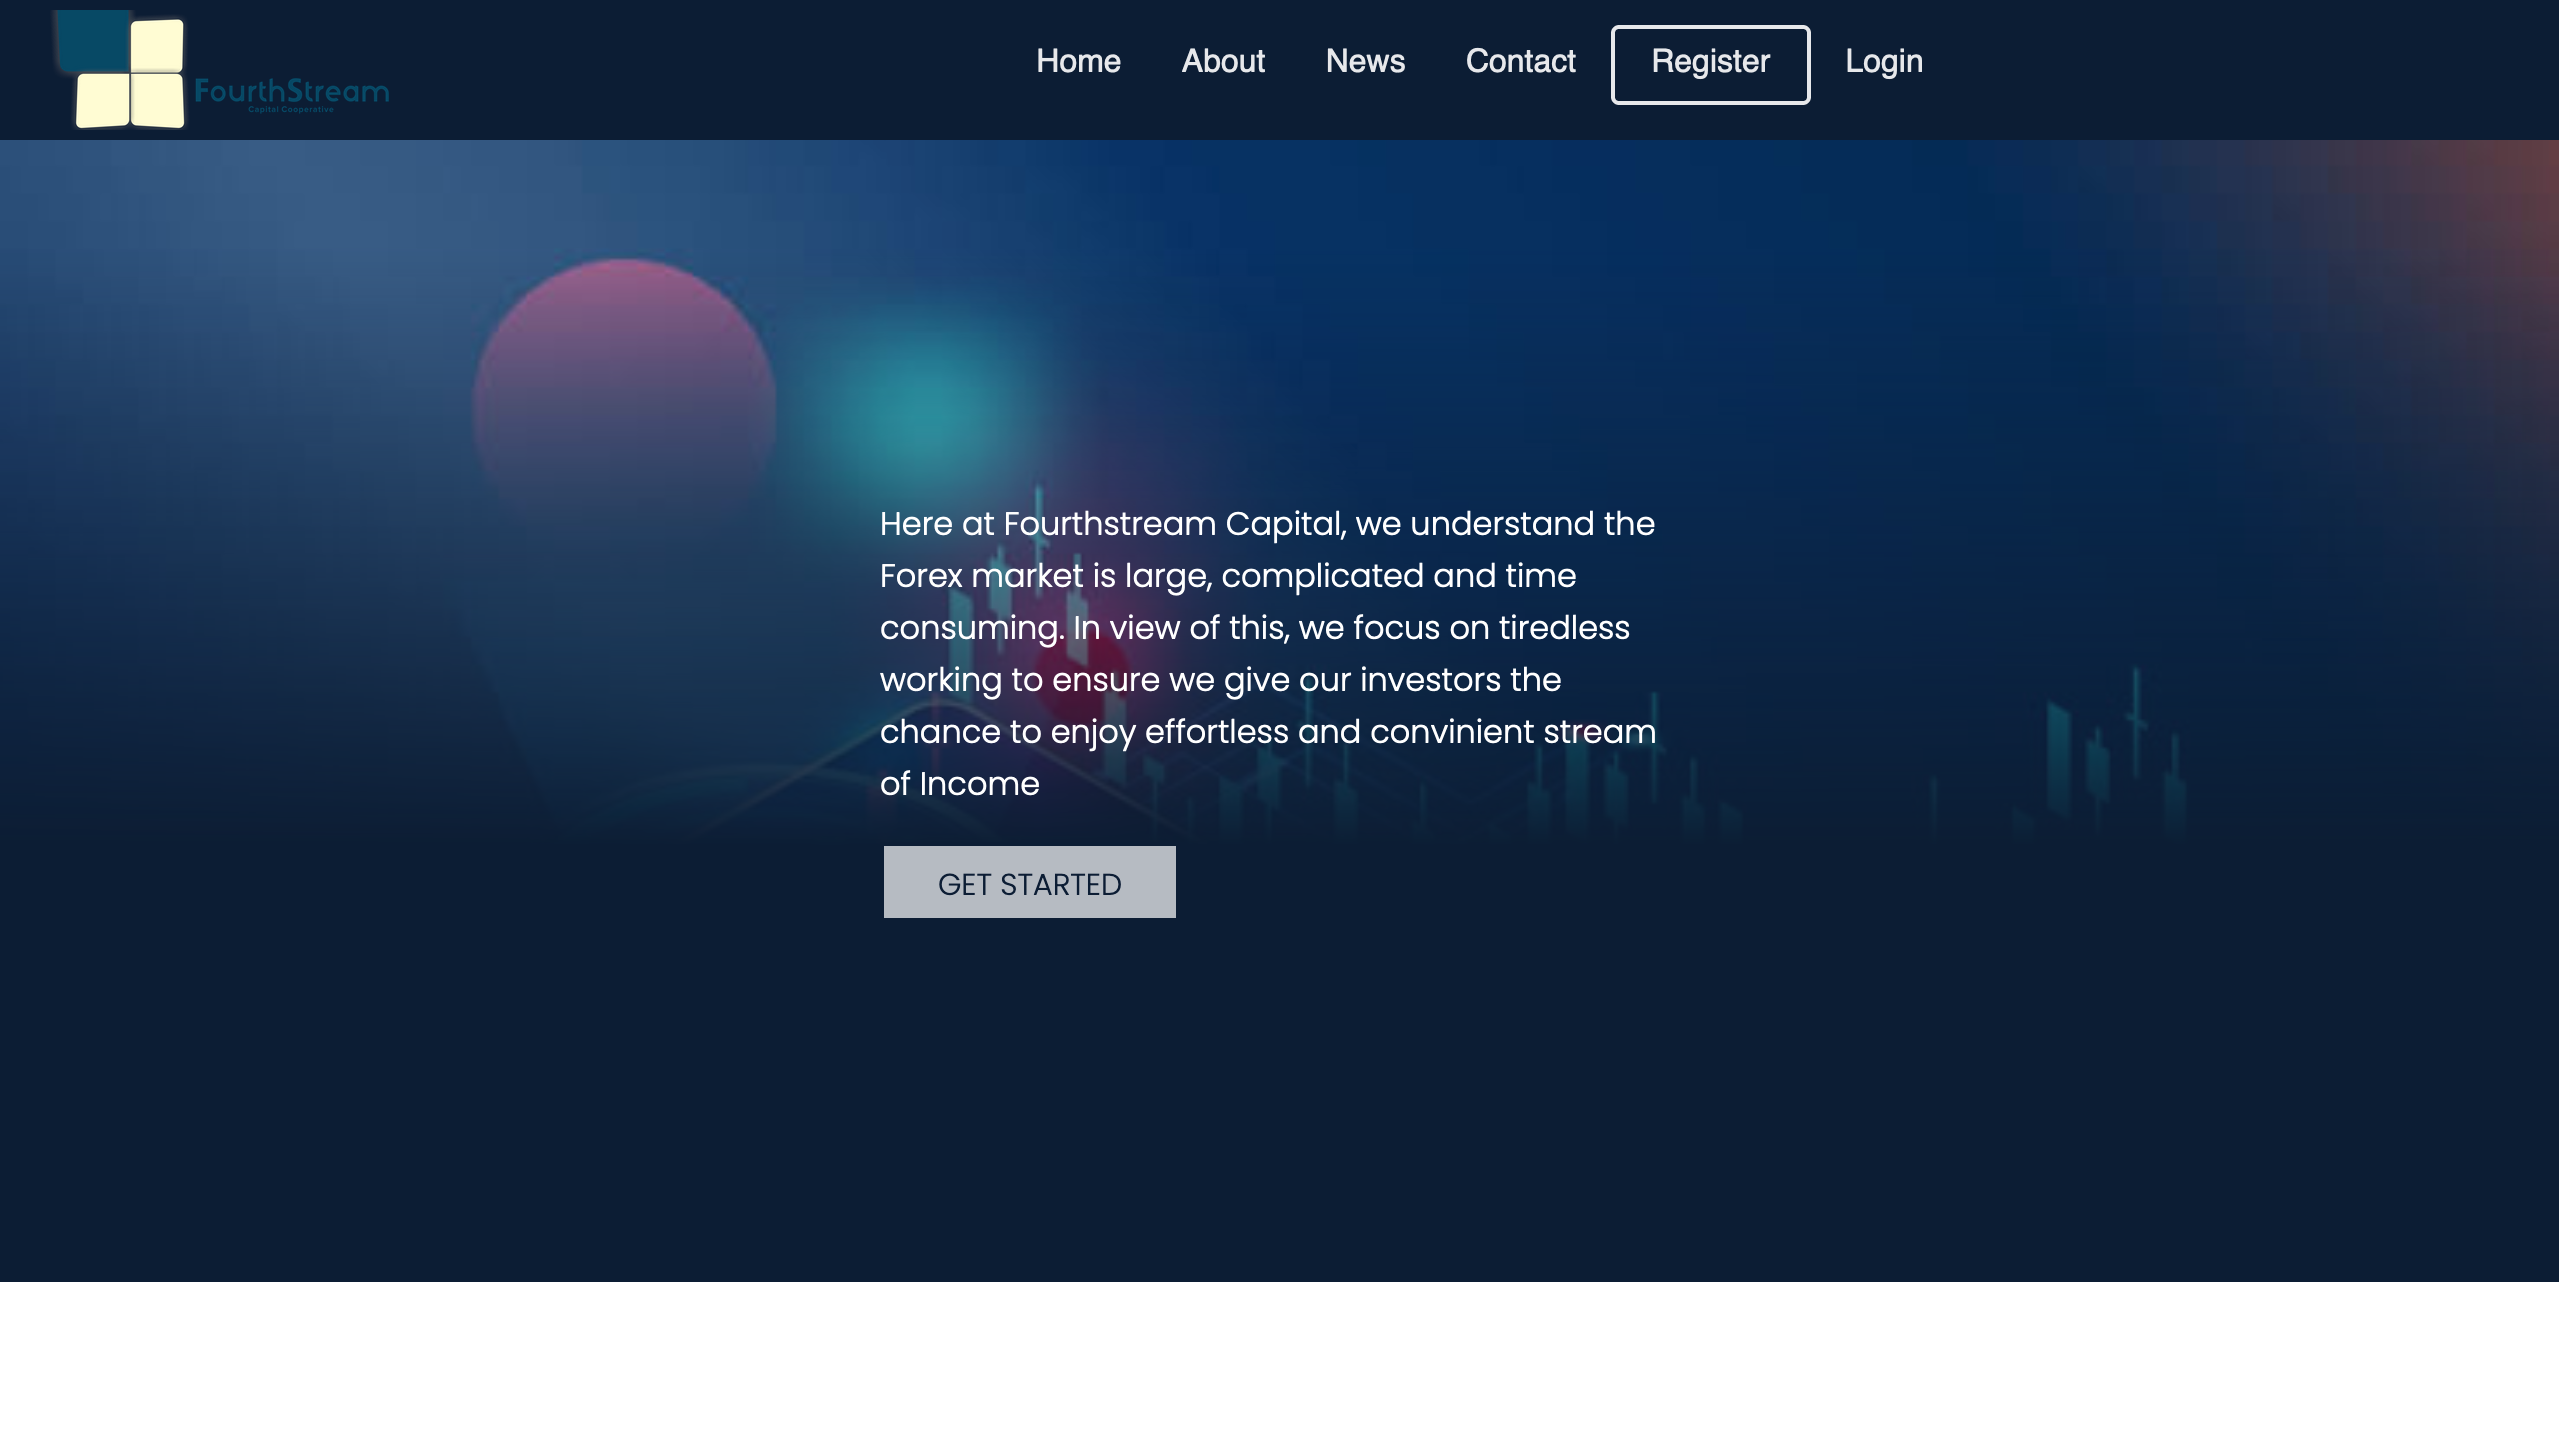 FourthStream
Capital Cooperative
Home
About
News
Contact
Register
Login
Here at Fourthstream Capital, we understand the
Forex market is large, complicated and time
consuming. In view of this, we focus on tiredless
working to ensure we give our investors the
chance to enjoy effortless and convinient stream
of Income
GET STARTED